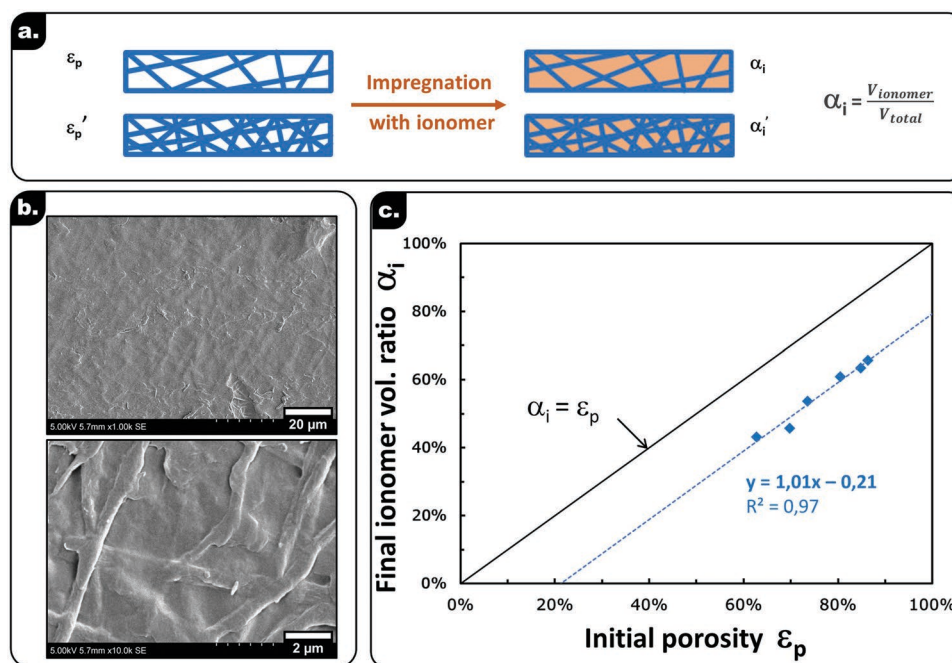 a.
εp
εp'
Impregnation
with ionomer
αi
αi'
αi = Vionomer / Vtotal
b.
5.00kV 5.7mm x1.00k SE
20 µm
5.00kV 5.7mm x10.0k SE
2 µm
c.
Final ionomer vol. ratio αi
100%
80%
60%
40%
20%
0%
αi = εp
y = 1,01x – 0,21
R² = 0,97
0%
20%
40%
60%
80%
100%
Initial porosity εp